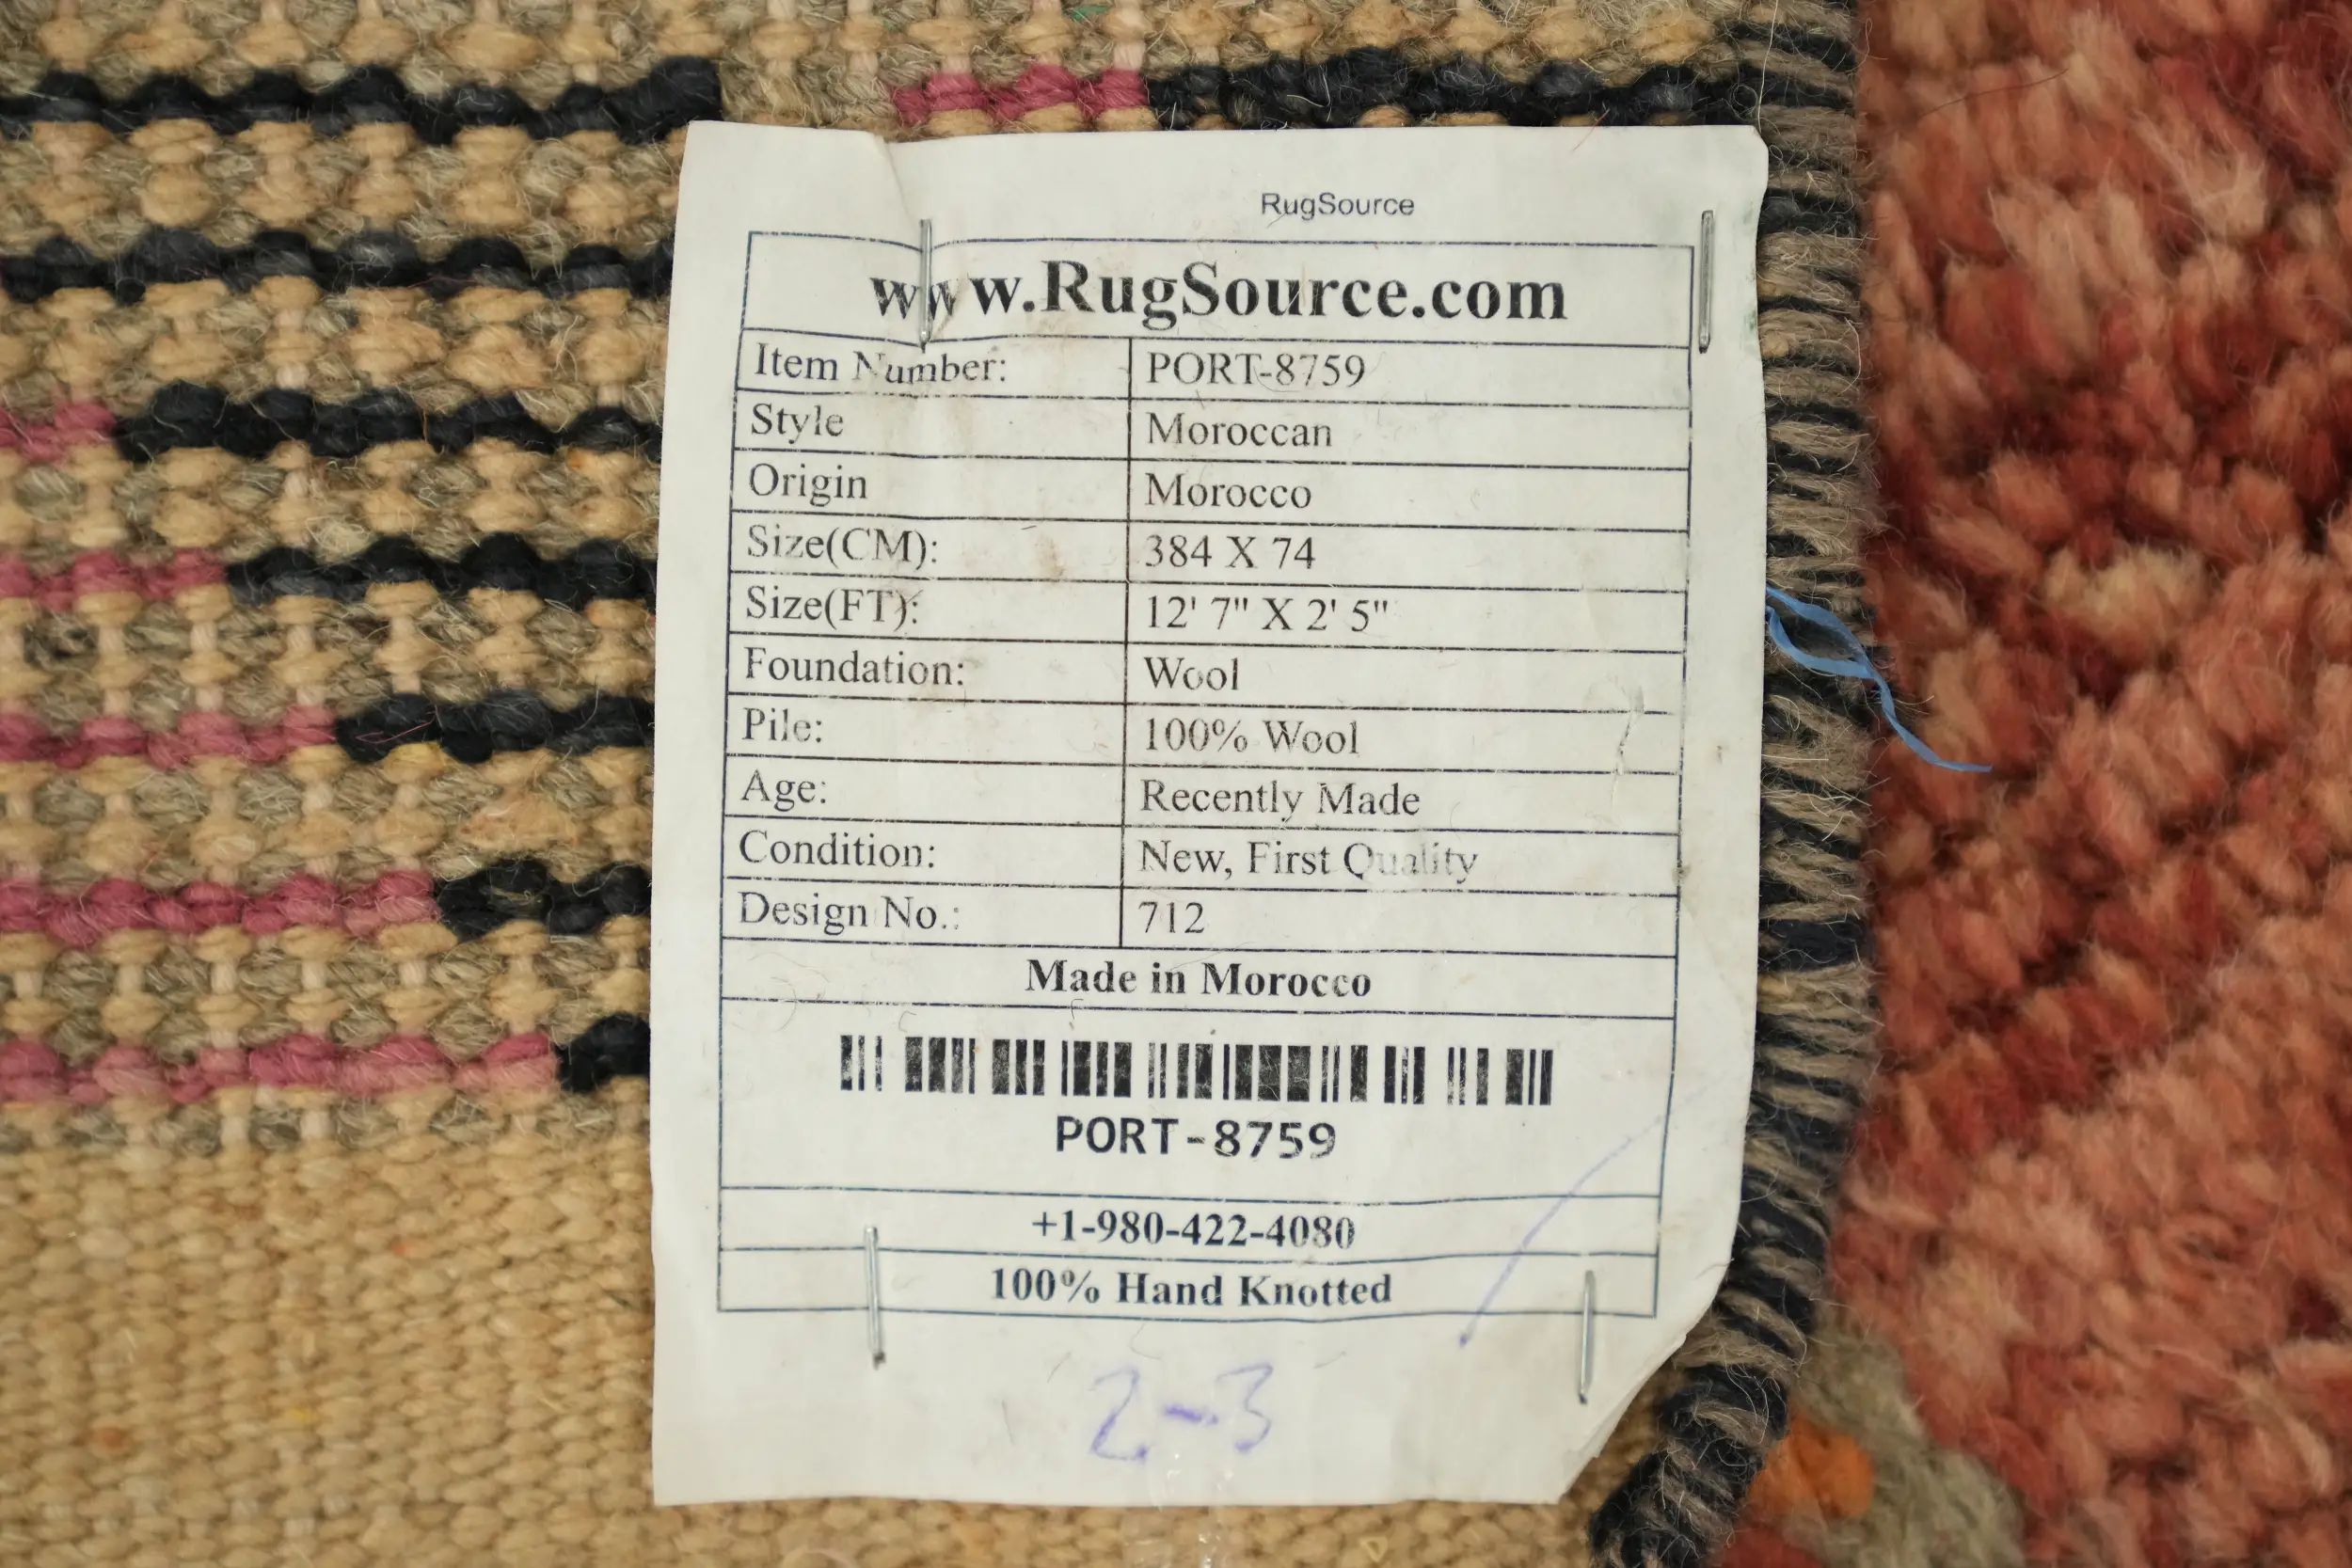 RugSource
www.RugSource.com
Item Number: PORT-8759
Style Moroccan
Origin Morocco
Size(CM): 384 X 74
Size(FT): 12' 7" X 2' 5"
Foundation: Wool
Pile: 100% Wool
Age: Recently Made
Condition: New, First Quality
Design No.: 712
Made in Morocco
PORT-8759
+1-980-422-4080
100% Hand Knotted
2-3